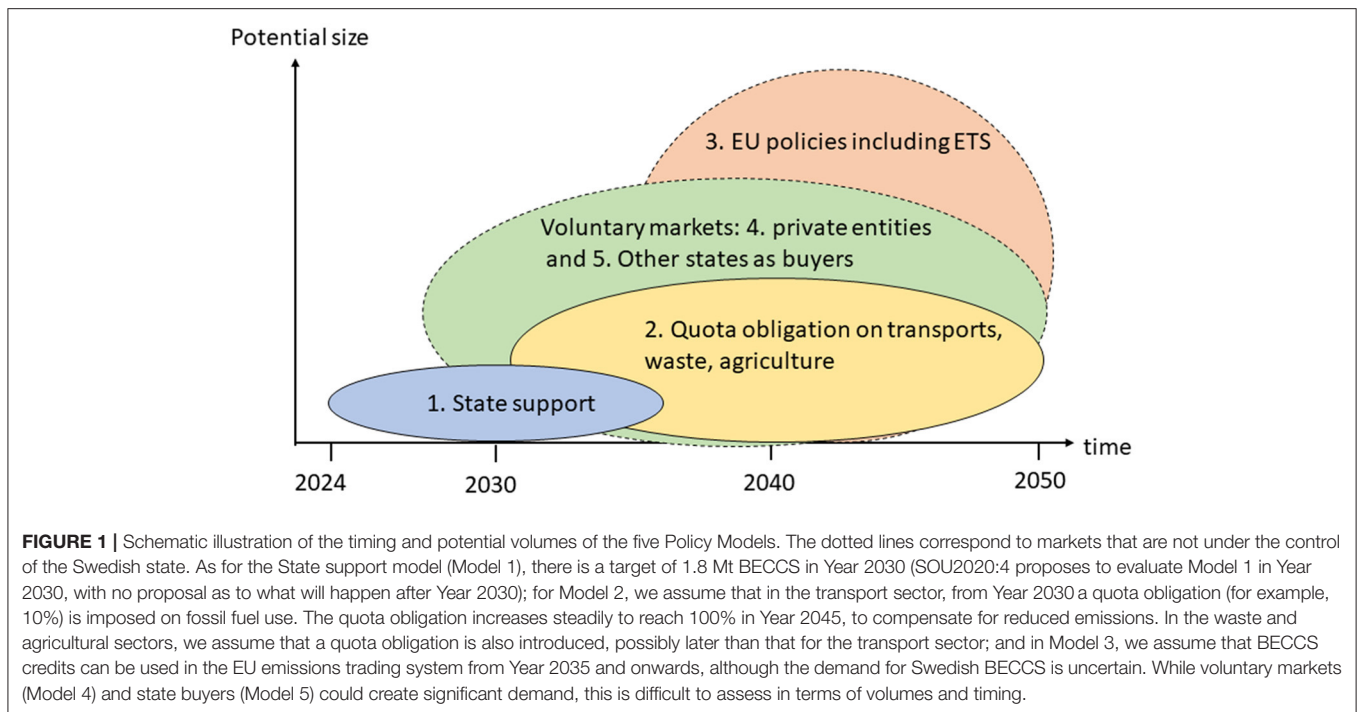 Potential size
3. EU policies including ETS
Voluntary markets: 4. private entities
and 5. Other states as buyers
2. Quota obligation on transports,
waste, agriculture
1. State support
time
2024
2030
2040
2050
FIGURE 1 | Schematic illustration of the timing and potential volumes of the five Policy Models. The dotted lines correspond to markets that are not under the control
of the Swedish state. As for the State support model (Model 1), there is a target of 1.8 Mt BECCS in Year 2030 (SOU2020:4 proposes to evaluate Model 1 in Year
2030, with no proposal as to what will happen after Year 2030); for Model 2, we assume that in the transport sector, from Year 2030 a quota obligation (for example,
10%) is imposed on fossil fuel use. The quota obligation increases steadily to reach 100% in Year 2045, to compensate for reduced emissions. In the waste and
agricultural sectors, we assume that a quota obligation is also introduced, possibly later than that for the transport sector; and in Model 3, we assume that BECCS
credits can be used in the EU emissions trading system from Year 2035 and onwards, although the demand for Swedish BECCS is uncertain. While voluntary markets
(Model 4) and state buyers (Model 5) could create significant demand, this is difficult to assess in terms of volumes and timing.